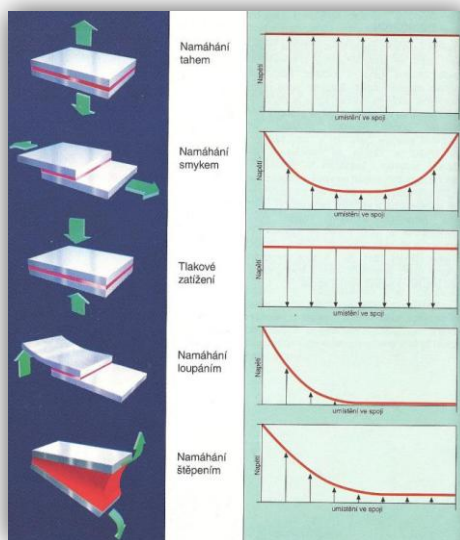 Namáhání
tahem
Napětí
umístění ve spoji
Namáhání
smykem
Napětí
umístění ve spoji
Tlakové
zatížení
Napětí
umístění ve spoji
Namáhání
loupáním
Napětí
umístění ve spoji
Namáhání
štěpením
Napětí
umístění ve spoji